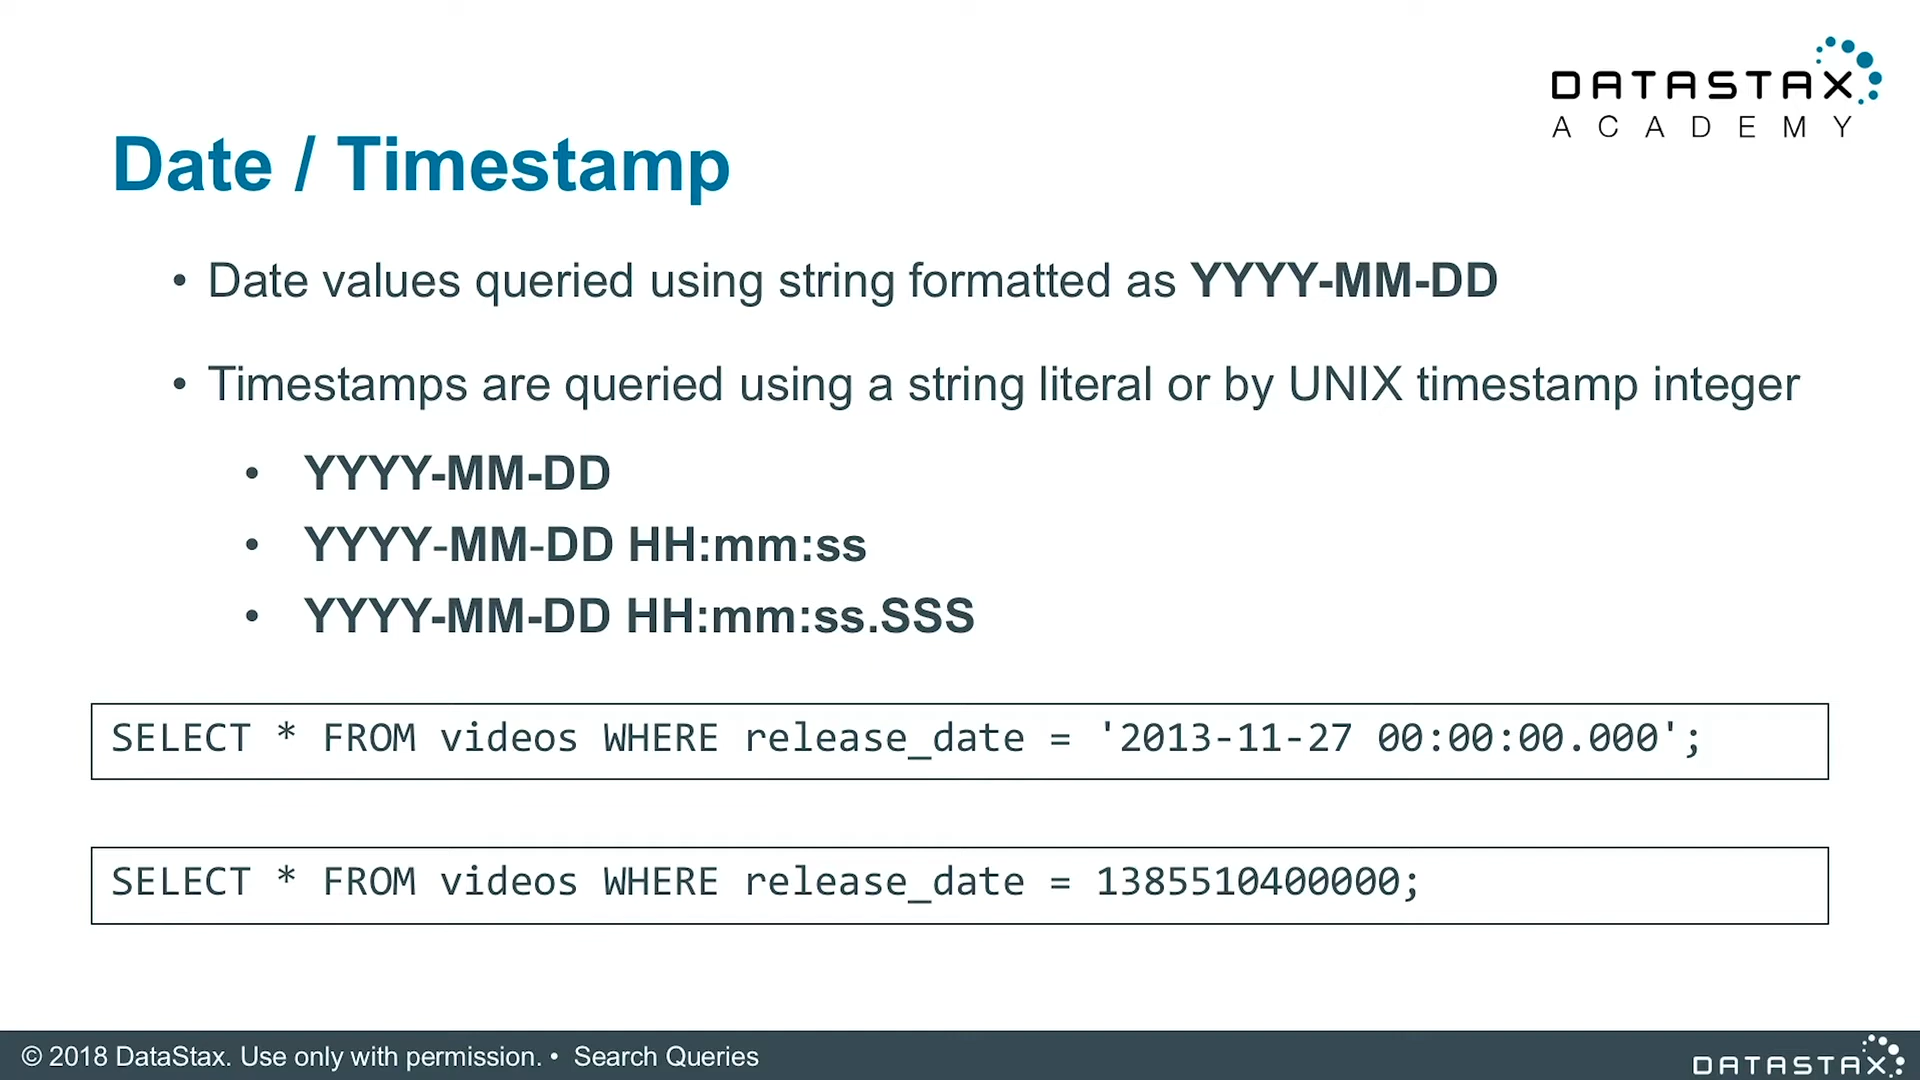 DATASTAX
ACADEMY
Date / Timestamp
• Date values queried using string formatted as YYYY-MM-DD
• Timestamps are queried using a string literal or by UNIX timestamp integer
• YYYY-MM-DD
• YYYY-MM-DD HH:mm:ss
• YYYY-MM-DD HH:mm:ss.SSS
SELECT * FROM videos WHERE release_date = '2013-11-27 00:00:00.000';
SELECT * FROM videos WHERE release_date = 1385510400000;
© 2018 DataStax. Use only with permission. • Search Queries
DATASTAX